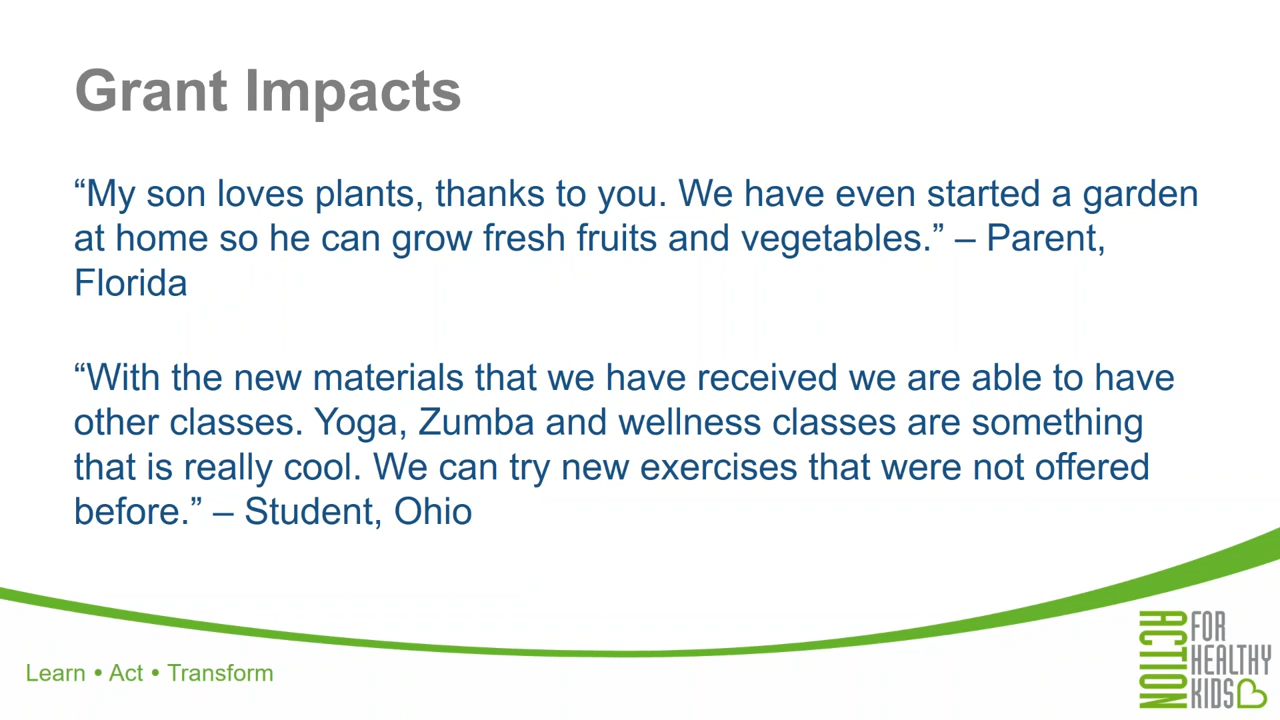 Grant Impacts
“My son loves plants, thanks to you. We have even started a garden
at home so he can grow fresh fruits and vegetables.” – Parent,
Florida
“With the new materials that we have received we are able to have
other classes. Yoga, Zumba and wellness classes are something
that is really cool. We can try new exercises that were not offered
before.” – Student, Ohio
Learn • Act • Transform
ACTION
FOR
HEALTHY
KIDS